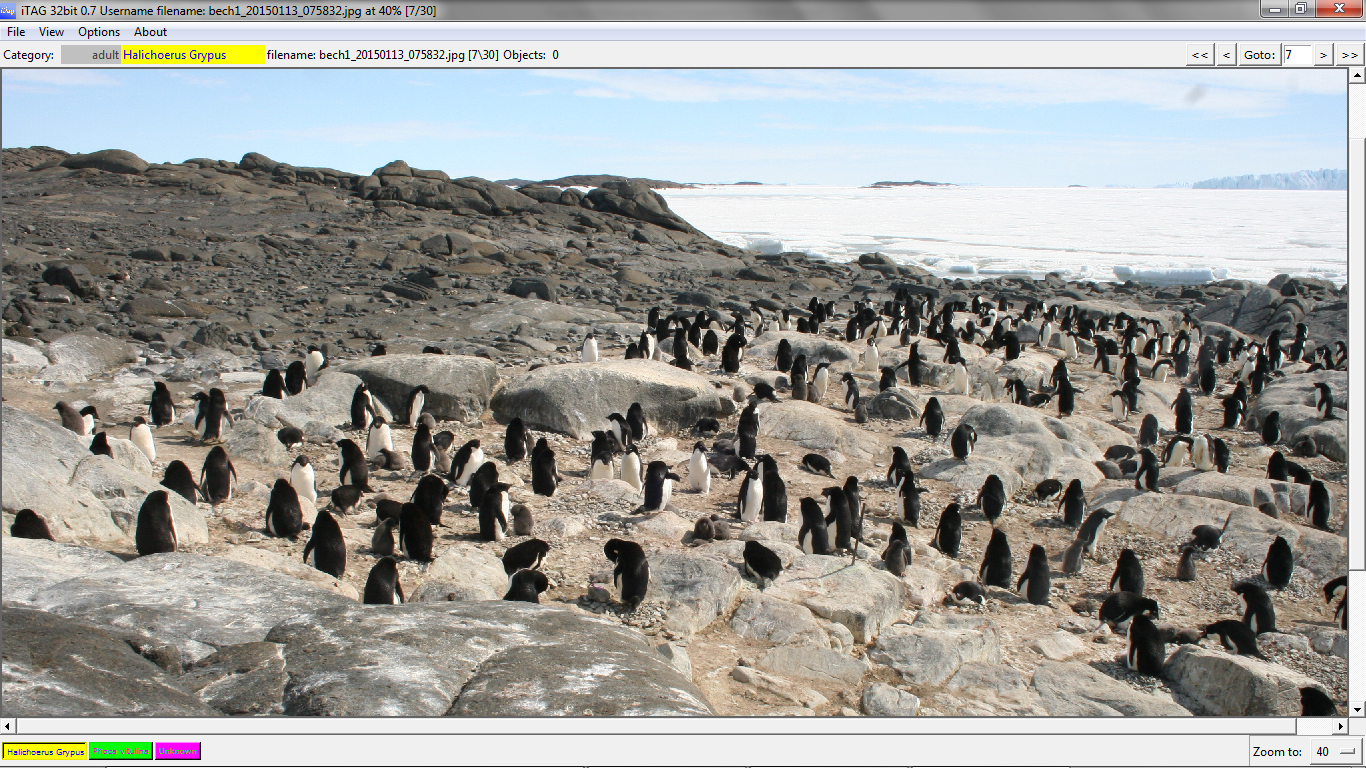 iTAG 32bit 0.7 Username filename: bech1_20150113_075832.jpg at 40% [7/30]
File View Options About
Category: adult Halichoerus Grypus filename: bech1_20150113_075832.jpg [7\30] Objects: 0 << < Goto: 7 > >>
Halichoerus Grypus Phoca vitulina Unknown Zoom to: 40